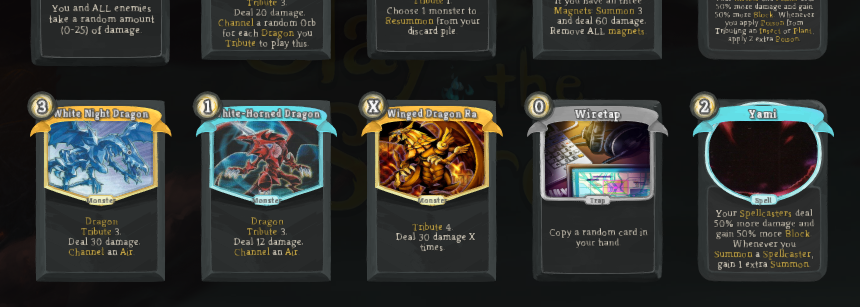 You and ALL enemies
take a random amount
(0-25) of damage.
Tribute 3.
Deal 20 damage.
Channel a random Orb
for each Dragon you
Tribute to play this.
Tribute 1
Choose 1 monster to
Resummon from your
discard pile
If you have all three
Magnets: Summon 3
and deal 60 damage.
Remove ALL magnets
50% more damage and gain
50% more Block. Whenever
you apply Poison from
Tributing an Insect or Plant,
apply 2 extra Poison.
3
White Night Dragon
Monster
Dragon
Tribute 3.
Deal 30 damage.
Channel an Air
1
hite-Horned Dragon
Monster
Dragon
Tribute 3.
Deal 12 damage.
Channel an Air
X
Winged Dragon Ra
Monster
Tribute 4.
Deal 30 damage X
times.
0
Wiretap
Trap
Copy a random card in
your hand
2
Yami
Spell
Your Spellcasters deal
50% more damage and
gain 50% more Block.
Whenever you
Summon a Spellcaster,
gain 1 extra Summon.